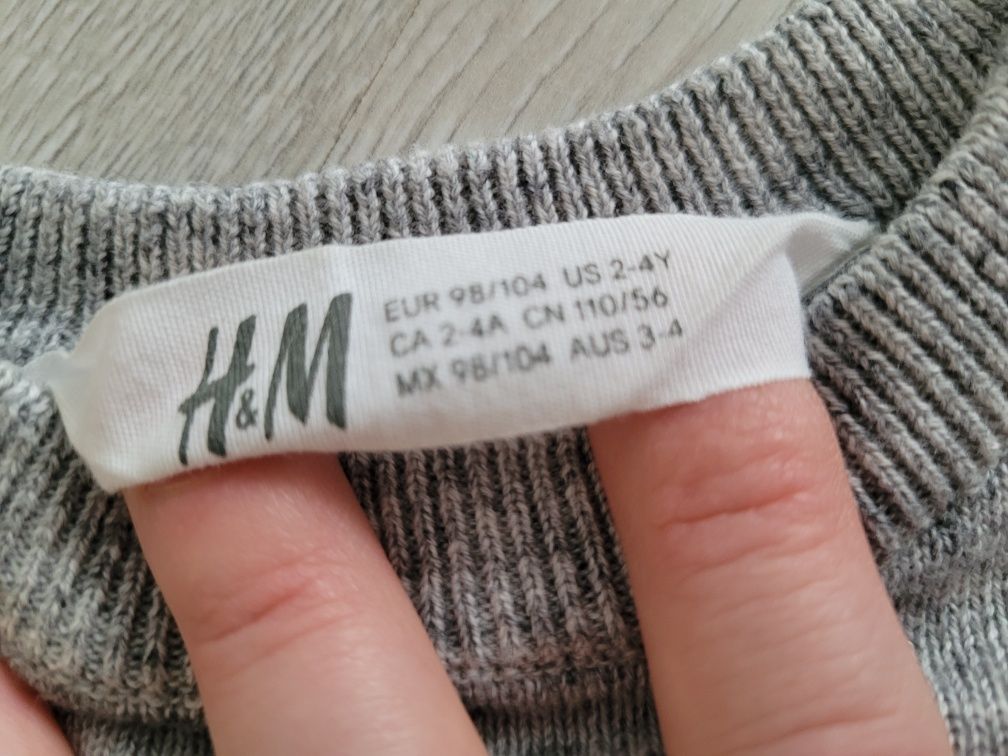 H&M
EUR 98/104 US 2-4Y
CA 2-4A CN 110/56
MX 98/104 AUS 3-4